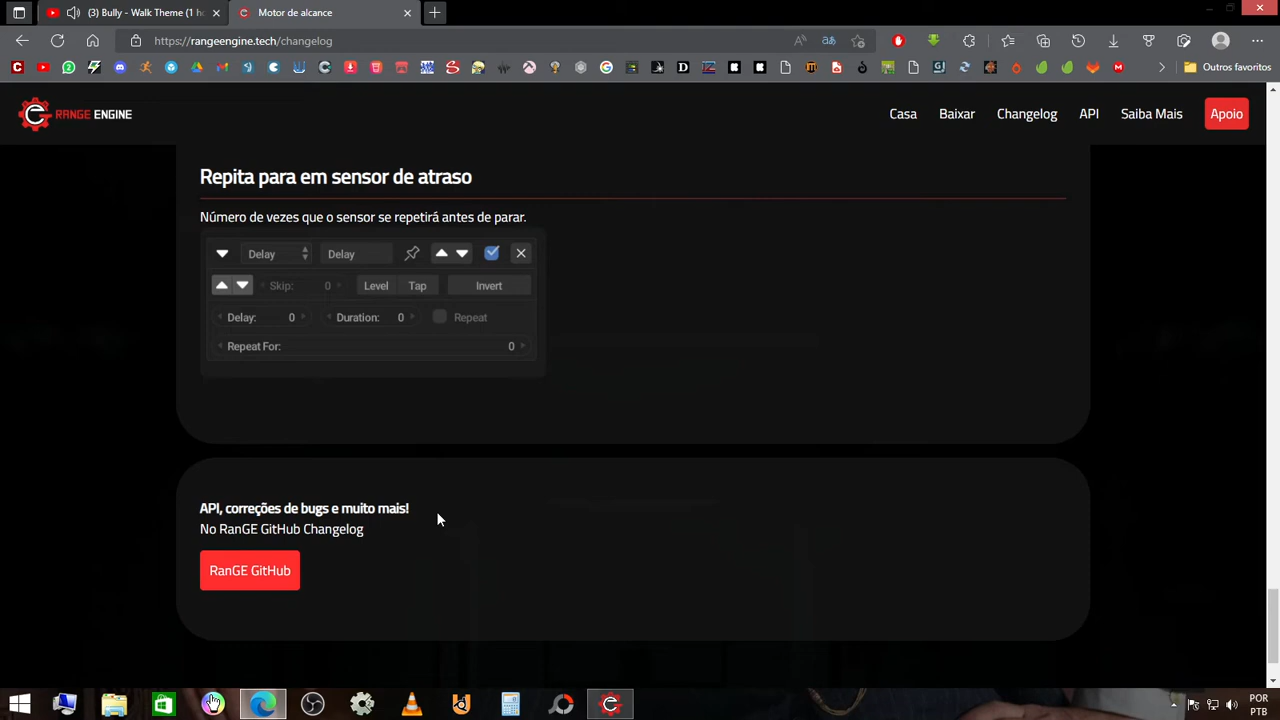 (3) Bully - Walk Theme (1 ho
Motor de alcance
https://rangeengine.tech/changelog
Outros favoritos
RANGE ENGINE
Casa
Baixar
Changelog
API
Saiba Mais
Apoio
Repita para em sensor de atraso
Número de vezes que o sensor se repetirá antes de parar.
Delay
Delay
Skip: 0
Level
Tap
Invert
Delay: 0
Duration: 0
Repeat
Repeat For: 0
API, correções de bugs e muito mais!
No RanGE GitHub Changelog
RanGE GitHub
POR
PTB